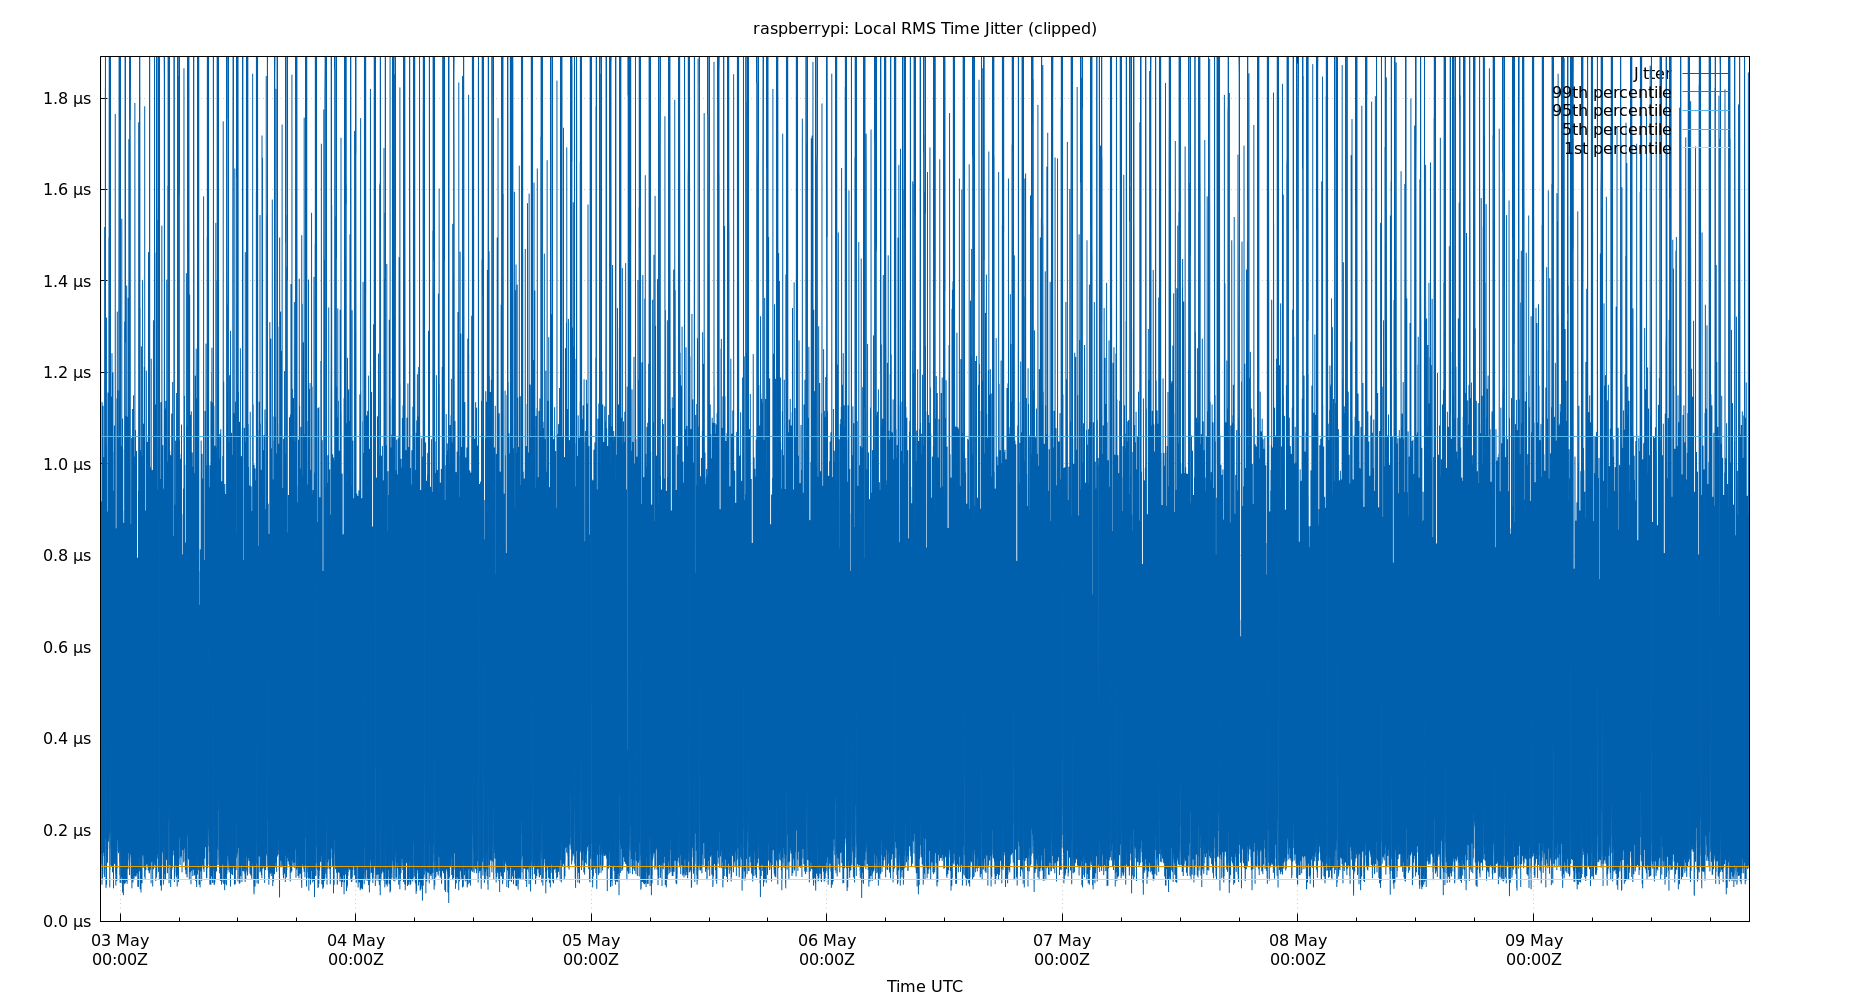 raspberrypi: Local RMS Time Jitter (clipped)
Jitter
99th percentile
95th percentile
5th percentile
1st percentile
1.8 µs
1.6 µs
1.4 µs
1.2 µs
1.0 µs
0.8 µs
0.6 µs
0.4 µs
0.2 µs
0.0 µs
03 May 04 May 05 May 06 May 07 May 08 May 09 May
00:00Z 00:00Z 00:00Z 00:00Z 00:00Z 00:00Z 00:00Z
Time UTC